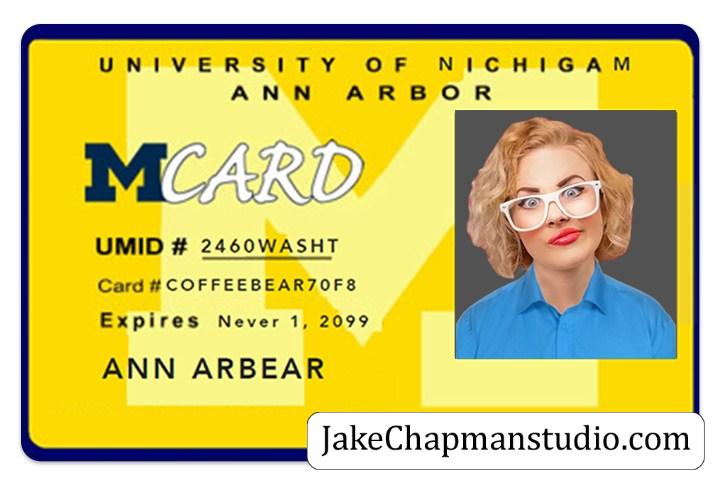 UNIVERSITY OF NICHIGAM
ANN ARBOR
MCARD
UMID # 2460WASHT
Card # COFFEEBEAR70F8
Expires Never 1, 2099
ANN ARBEAR
JakeChapmanstudio.com